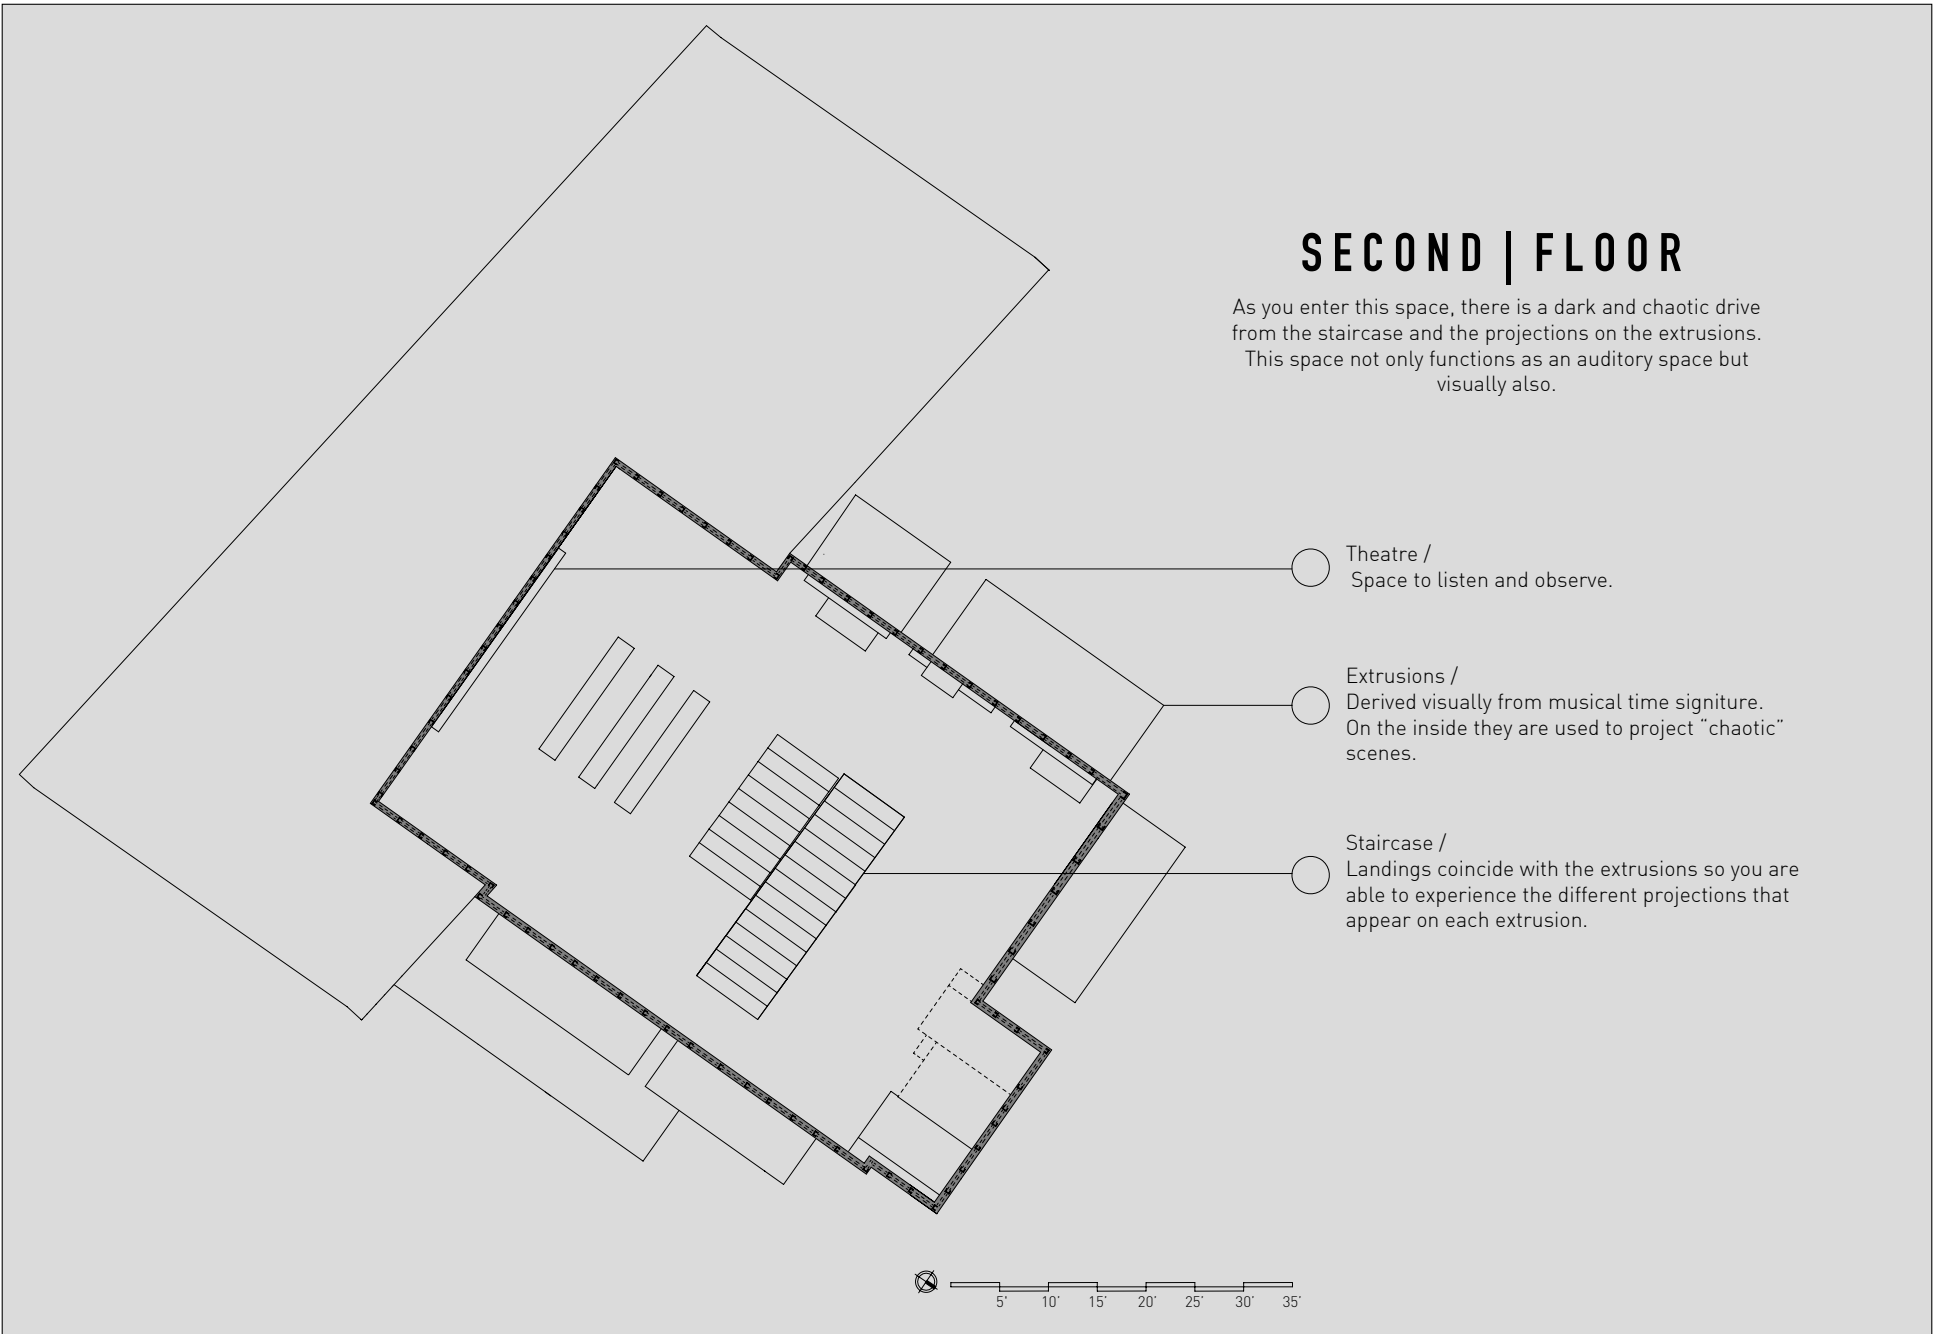 SECOND | FLOOR
As you enter this space, there is a dark and chaotic drive
from the staircase and the projections on the extrusions.
This space not only functions as an auditory space but
visually also.
Theatre /
Space to listen and observe.
Extrusions /
Derived visually from musical time signiture.
On the inside they are used to project “chaotic”
scenes.
Staircase /
Landings coincide with the extrusions so you are
able to experience the different projections that
appear on each extrusion.
5' 10' 15' 20' 25' 30' 35'